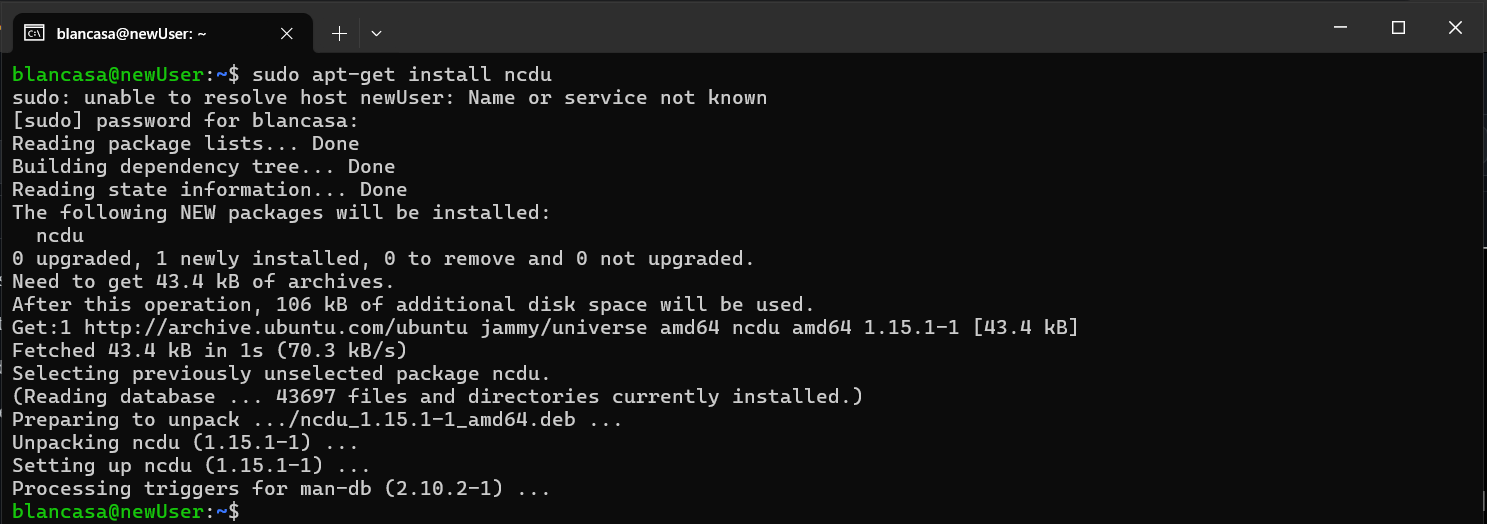 blancasa@newUser: ~
blancasa@newUser:~$ sudo apt-get install ncdu
sudo: unable to resolve host newUser: Name or service not known
[sudo] password for blancasa:
Reading package lists... Done
Building dependency tree... Done
Reading state information... Done
The following NEW packages will be installed:
  ncdu
0 upgraded, 1 newly installed, 0 to remove and 0 not upgraded.
Need to get 43.4 kB of archives.
After this operation, 106 kB of additional disk space will be used.
Get:1 http://archive.ubuntu.com/ubuntu jammy/universe amd64 ncdu amd64 1.15.1-1 [43.4 kB]
Fetched 43.4 kB in 1s (70.3 kB/s)
Selecting previously unselected package ncdu.
(Reading database ... 43697 files and directories currently installed.)
Preparing to unpack .../ncdu_1.15.1-1_amd64.deb ...
Unpacking ncdu (1.15.1-1) ...
Setting up ncdu (1.15.1-1) ...
Processing triggers for man-db (2.10.2-1) ...
blancasa@newUser:~$